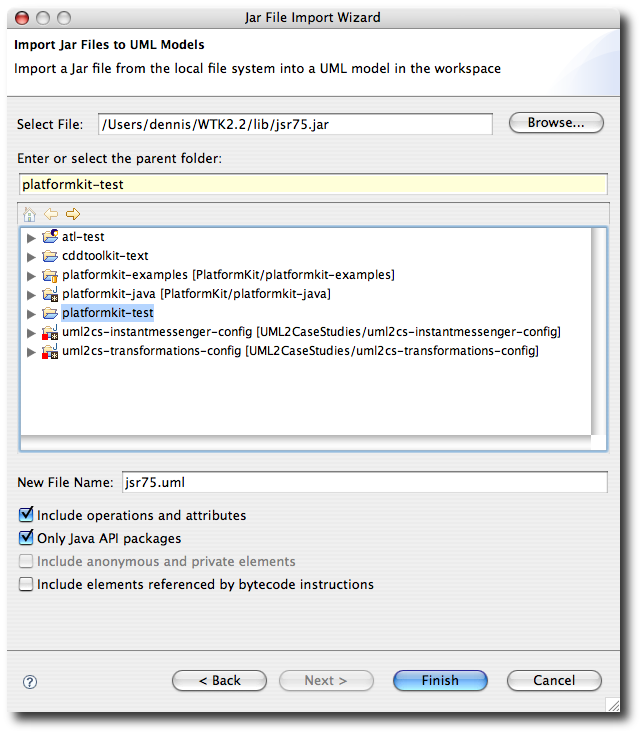 Jar File Import Wizard
Import Jar Files to UML Models
Import a Jar file from the local file system into a UML model in the workspace
Select File: /Users/dennis/WTK2.2/lib/jsr75.jar Browse...
Enter or select the parent folder:
platformkit-test
atl-test
cddtoolkit-text
platformkit-examples [PlatformKit/platformkit-examples]
platformkit-java [PlatformKit/platformkit-java]
platformkit-test
uml2cs-instantmessenger-config [UML2CaseStudies/uml2cs-instantmessenger-config]
uml2cs-transformations-config [UML2CaseStudies/uml2cs-transformations-config]
New File Name: jsr75.uml
Include operations and attributes
Only Java API packages
Include anonymous and private elements
Include elements referenced by bytecode instructions
? < Back Next > Finish Cancel